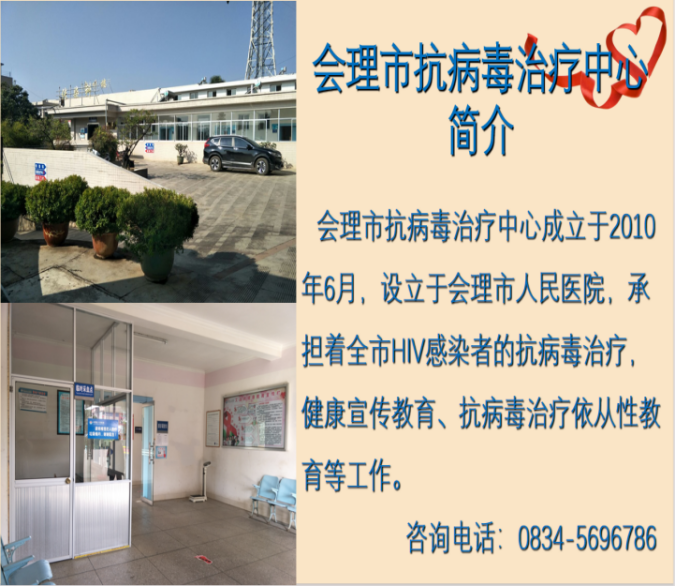 会理市抗病毒治疗中心
简介
会理市抗病毒治疗中心成立于2010
年6月，设立于会理市人民医院，承
担着全市HIV感染者的抗病毒治疗，
健康宣传教育、抗病毒治疗依从性教
育等工作。
咨询电话：0834-5696786